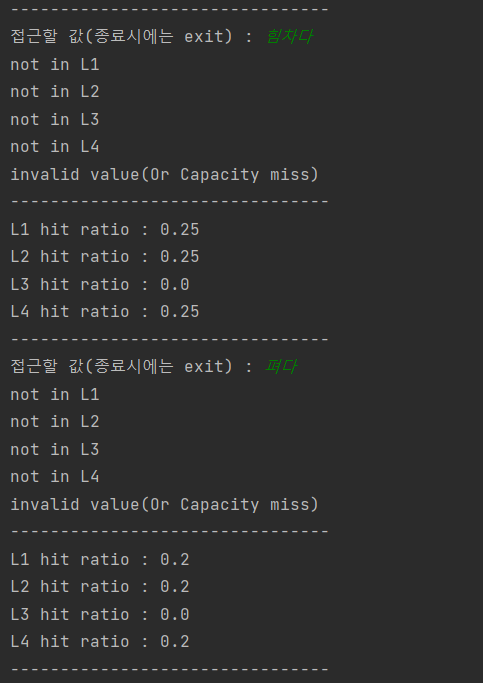 --------------------------------
접근할 값(종료시에는 exit) : 힘차다
not in L1
not in L2
not in L3
not in L4
invalid value(Or Capacity miss)
--------------------------------
L1 hit ratio : 0.25
L2 hit ratio : 0.25
L3 hit ratio : 0.0
L4 hit ratio : 0.25
--------------------------------
접근할 값(종료시에는 exit) : 펴다
not in L1
not in L2
not in L3
not in L4
invalid value(Or Capacity miss)
--------------------------------
L1 hit ratio : 0.2
L2 hit ratio : 0.2
L3 hit ratio : 0.0
L4 hit ratio : 0.2
--------------------------------